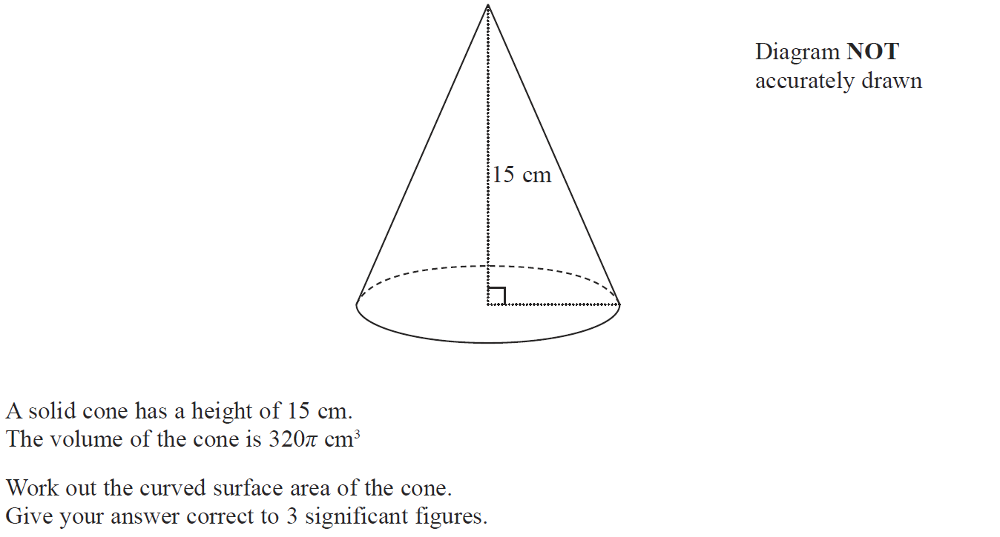 Diagram NOT
accurately drawn
15 cm
A solid cone has a height of 15 cm.
The volume of the cone is 320π cm³
Work out the curved surface area of the cone.
Give your answer correct to 3 significant figures.